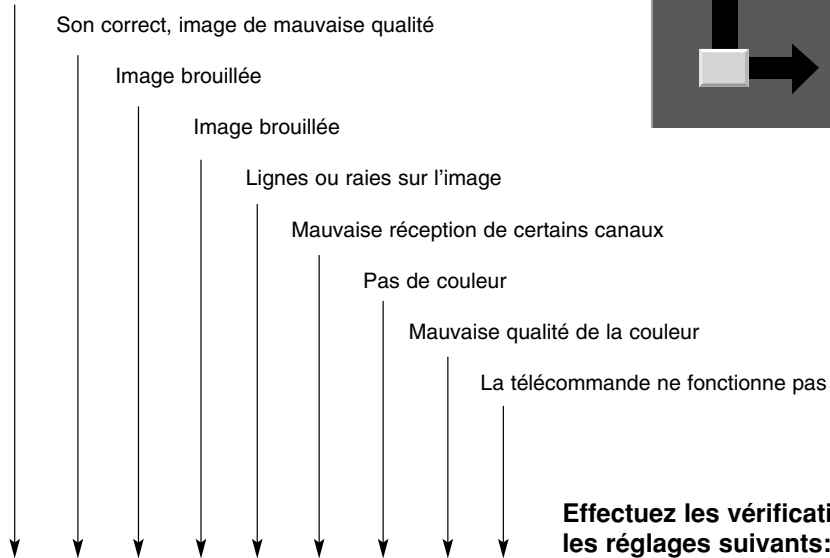 Son correct, image de mauvaise qualité
Image brouillée
Image brouillée
Lignes ou raies sur l'image
Mauvaise réception de certains canaux
Pas de couleur
Mauvaise qualité de la couleur
La télécommande ne fonctionne pas
Effectuez les vérificati
les réglages suivants: